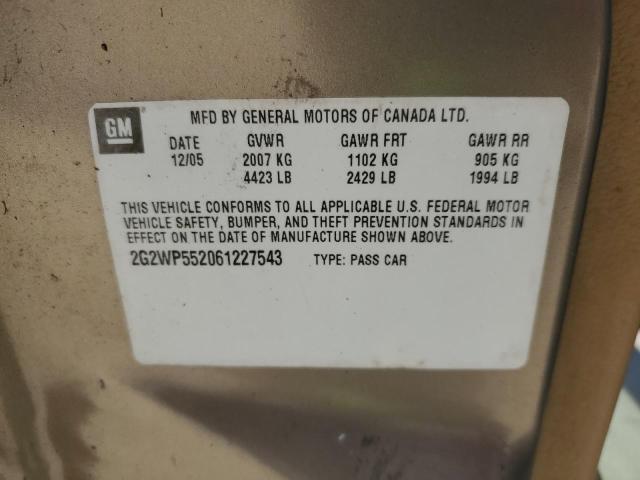 GM
MFD BY GENERAL MOTORS OF CANADA LTD.
DATE GVWR GAWR FRT GAWR RR
12/05 2007 KG 1102 KG 905 KG
4423 LB 2429 LB 1994 LB
THIS VEHICLE CONFORMS TO ALL APPLICABLE U.S. FEDERAL MOTOR
VEHICLE SAFETY, BUMPER, AND THEFT PREVENTION STANDARDS IN
EFFECT ON THE DATE OF MANUFACTURE SHOWN ABOVE.
2G2WP552061227543 TYPE: PASS CAR